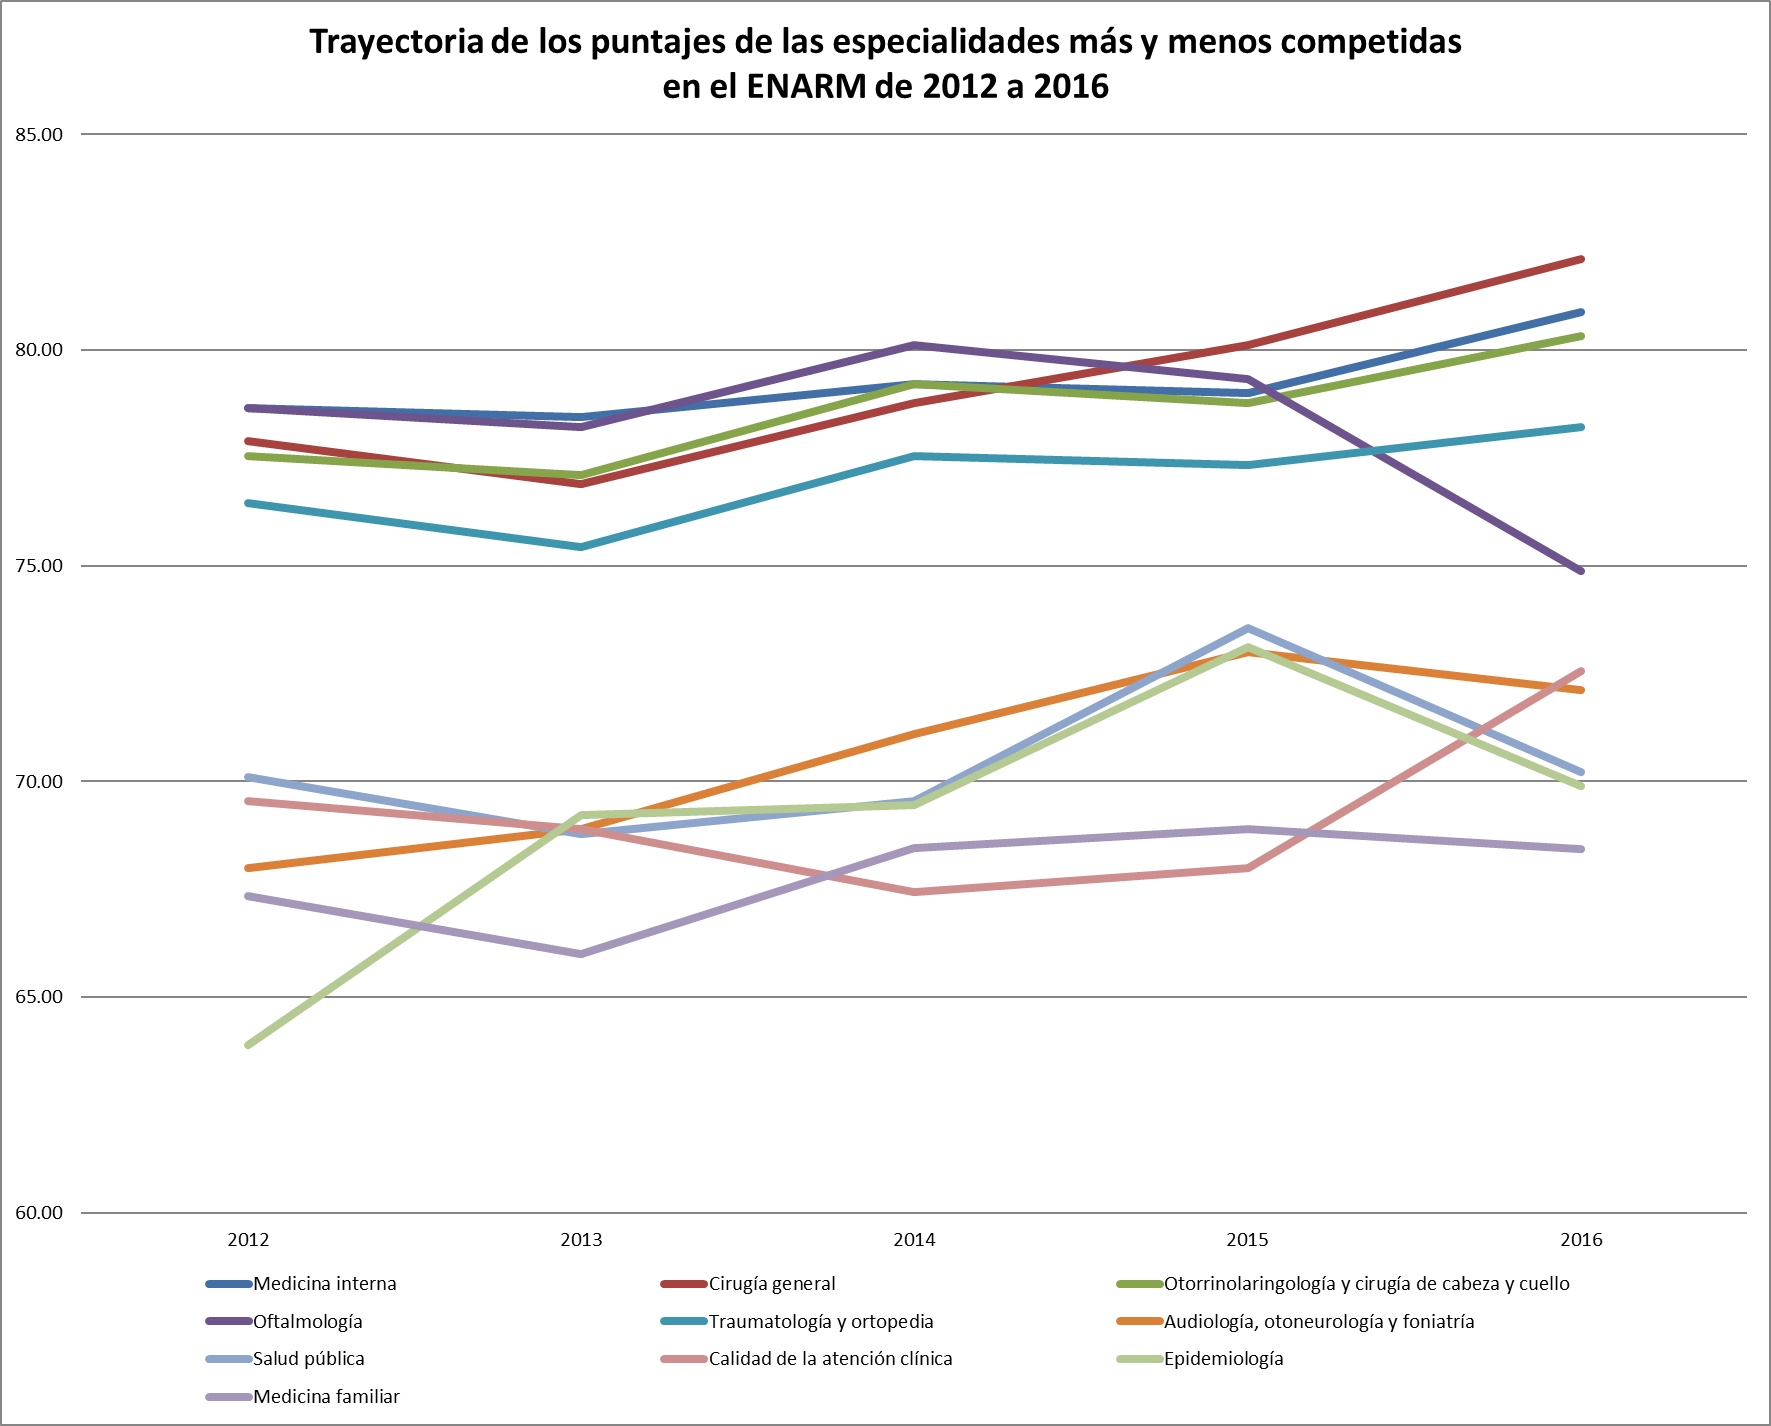 Trayectoria de los puntajes de las especialidades más y menos competidas
en el ENARM de 2012 a 2016
85.00
80.00
75.00
70.00
65.00
60.00
2012 2013 2014 2015 2016
Medicina interna Cirugía general Otorrinolaringología y cirugía de cabeza y cuello
Oftalmología Traumatología y ortopedia Audiología, otoneurología y foniatría
Salud pública Calidad de la atención clínica Epidemiología
Medicina familiar